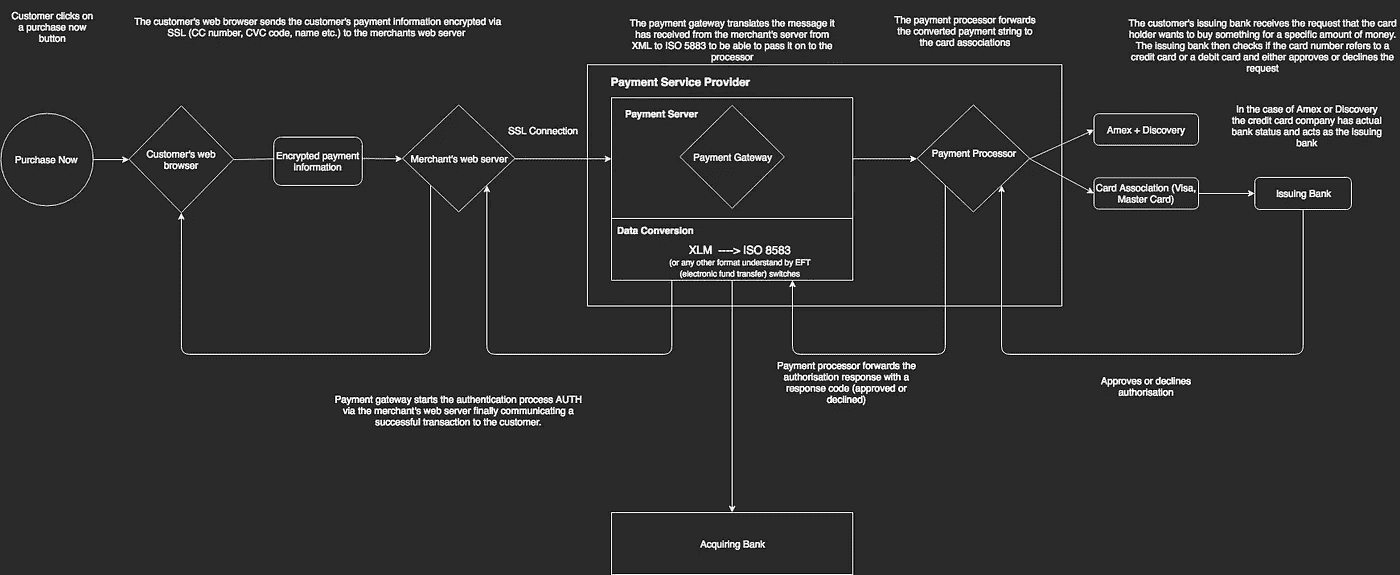 Customer clicks on
a purchase now
button
The customer's web browser sends the customer's payment information encrypted via
SSL (CC number, CVC code, name etc.) to the merchants web server
The payment gateway translates the message it
has received from the merchant's server from
XML to ISO 5883 to be able to pass it on to the
processor
The payment processor forwards
the converted payment string to
the card associations
The customer's issuing bank receives the request that the card
holder wants to buy something for a specific amount of money.
The issuing bank then checks if the card number refers to a
credit card or a debit card and either approves or declines the
request
Payment Service Provider
Payment Server
In the case of Amex or Discovery
the credit card company has actual
bank status and acts as the issuing
bank
Purchase Now
Customer's web
browser
Encrypted payment
information
Merchant's web server
SSL Connection
Payment Gateway
Payment Processor
Amex + Discovery
Card Association (Visa,
Master Card)
Issuing Bank
Data Conversion
XLM ----> ISO 8583
(or any other format understand by EFT
(electronic fund transfer) switches
Payment gateway starts the authentication process AUTH
via the merchant's web server finally communicating a
successful transaction to the customer.
Payment processor forwards the
authorisation response with a
response code (approved or
declined)
Approves or declines
authorisation
Acquiring Bank